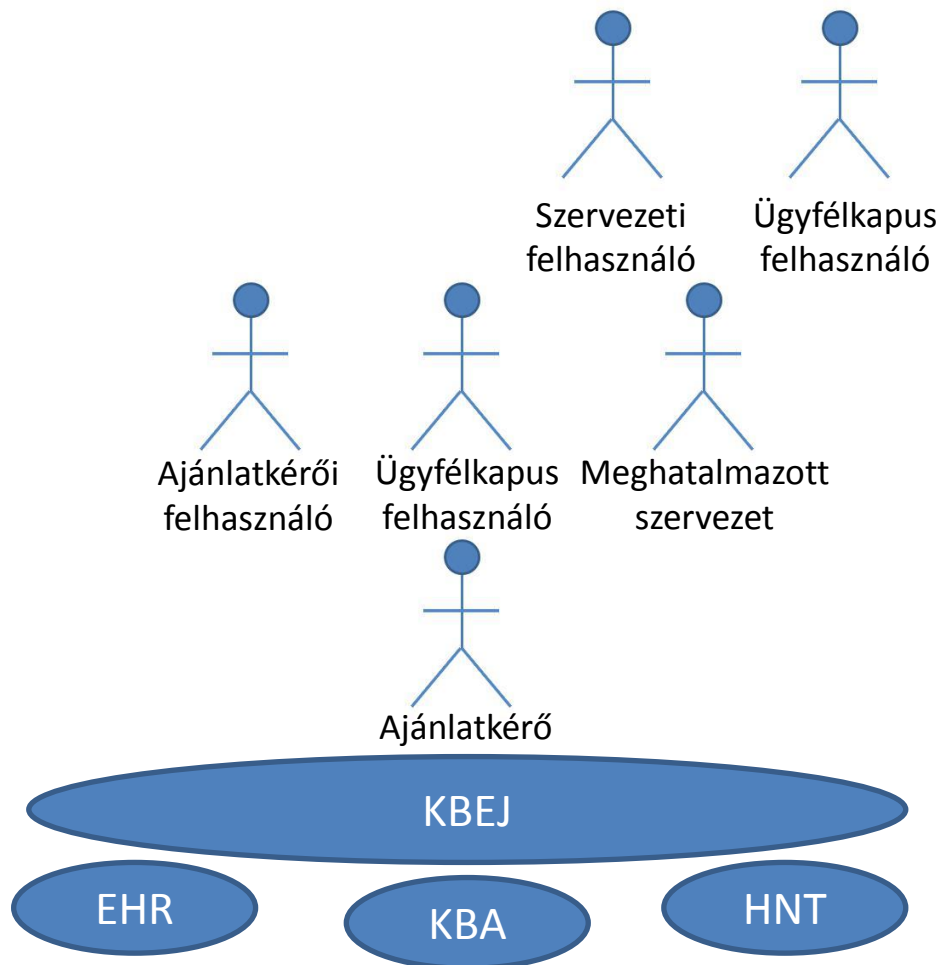 Szervezeti
felhasználó
Ügyfélkapus
felhasználó
Ajánlatkérői
felhasználó
Ügyfélkapus
felhasználó
Meghatalmazott
szervezet
Ajánlatkérő
KBEJ
EHR
KBA
HNT